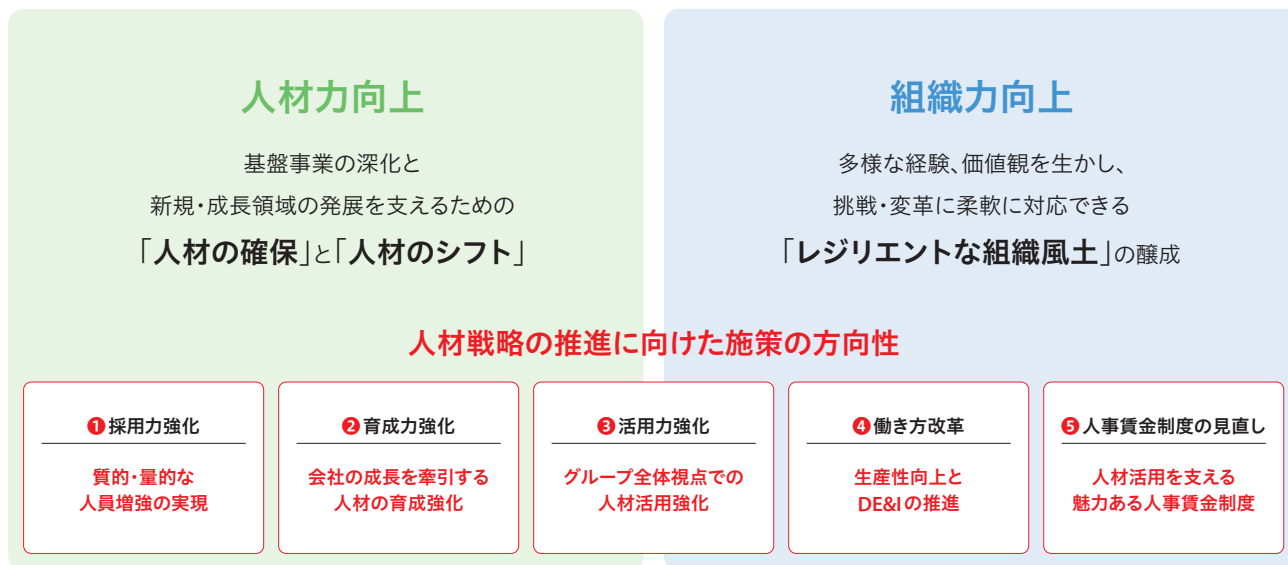 人材力向上
基盤事業の深化と
新規・成長領域の発展を支えるための
「人材の確保」と「人材のシフト」
組織力向上
多様な経験、価値観を生かし、
挑戦・変革に柔軟に対応できる
「レジリエントな組織風土」の醸成
人材戦略の推進に向けた施策の方向性
❶採用力強化
質的・量的な
人員増強の実現
❷育成力強化
会社の成長を牽引する
人材の育成強化
❸活用力強化
グループ全体視点での
人材活用強化
❹働き方改革
生産性向上と
DE&Iの推進
❺人事賃金制度の見直し
人材活用を支える
魅力ある人事賃金制度